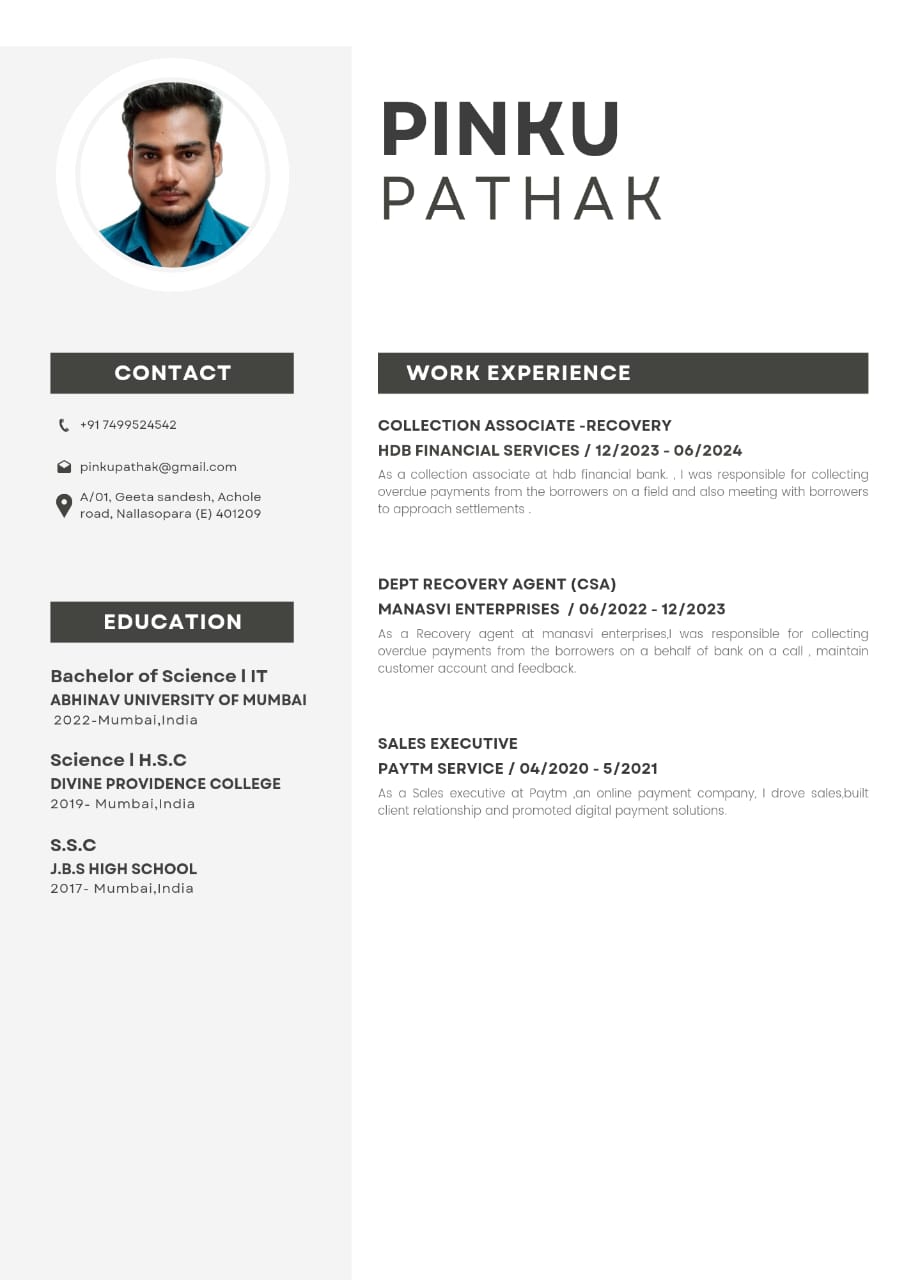 PINKU
PATHAK
CONTACT
+91 7499524542
pinkupathak@gmail.com
A/01, Geeta sandesh, Achole
road, Nallasopara (E) 401209
EDUCATION
Bachelor of Science l IT
ABHINAV UNIVERSITY OF MUMBAI
2022-Mumbai,India
Science l H.S.C
DIVINE PROVIDENCE COLLEGE
2019- Mumbai,India
S.S.C
J.B.S HIGH SCHOOL
2017- Mumbai,India
WORK EXPERIENCE
COLLECTION ASSOCIATE -RECOVERY
HDB FINANCIAL SERVICES / 12/2023 - 06/2024
As a collection associate at hdb financial bank. , I was responsible for collecting
overdue payments from the borrowers on a field and also meeting with borrowers
to approach settlements .
DEPT RECOVERY AGENT (CSA)
MANASVI ENTERPRISES / 06/2022 - 12/2023
As a Recovery agent at manasvi enterprises,I was responsible for collecting
overdue payments from the borrowers on a behalf of bank on a call , maintain
customer account and feedback.
SALES EXECUTIVE
PAYTM SERVICE / 04/2020 - 5/2021
As a Sales executive at Paytm ,an online payment company, I drove sales,built
client relationship and promoted digital payment solutions.